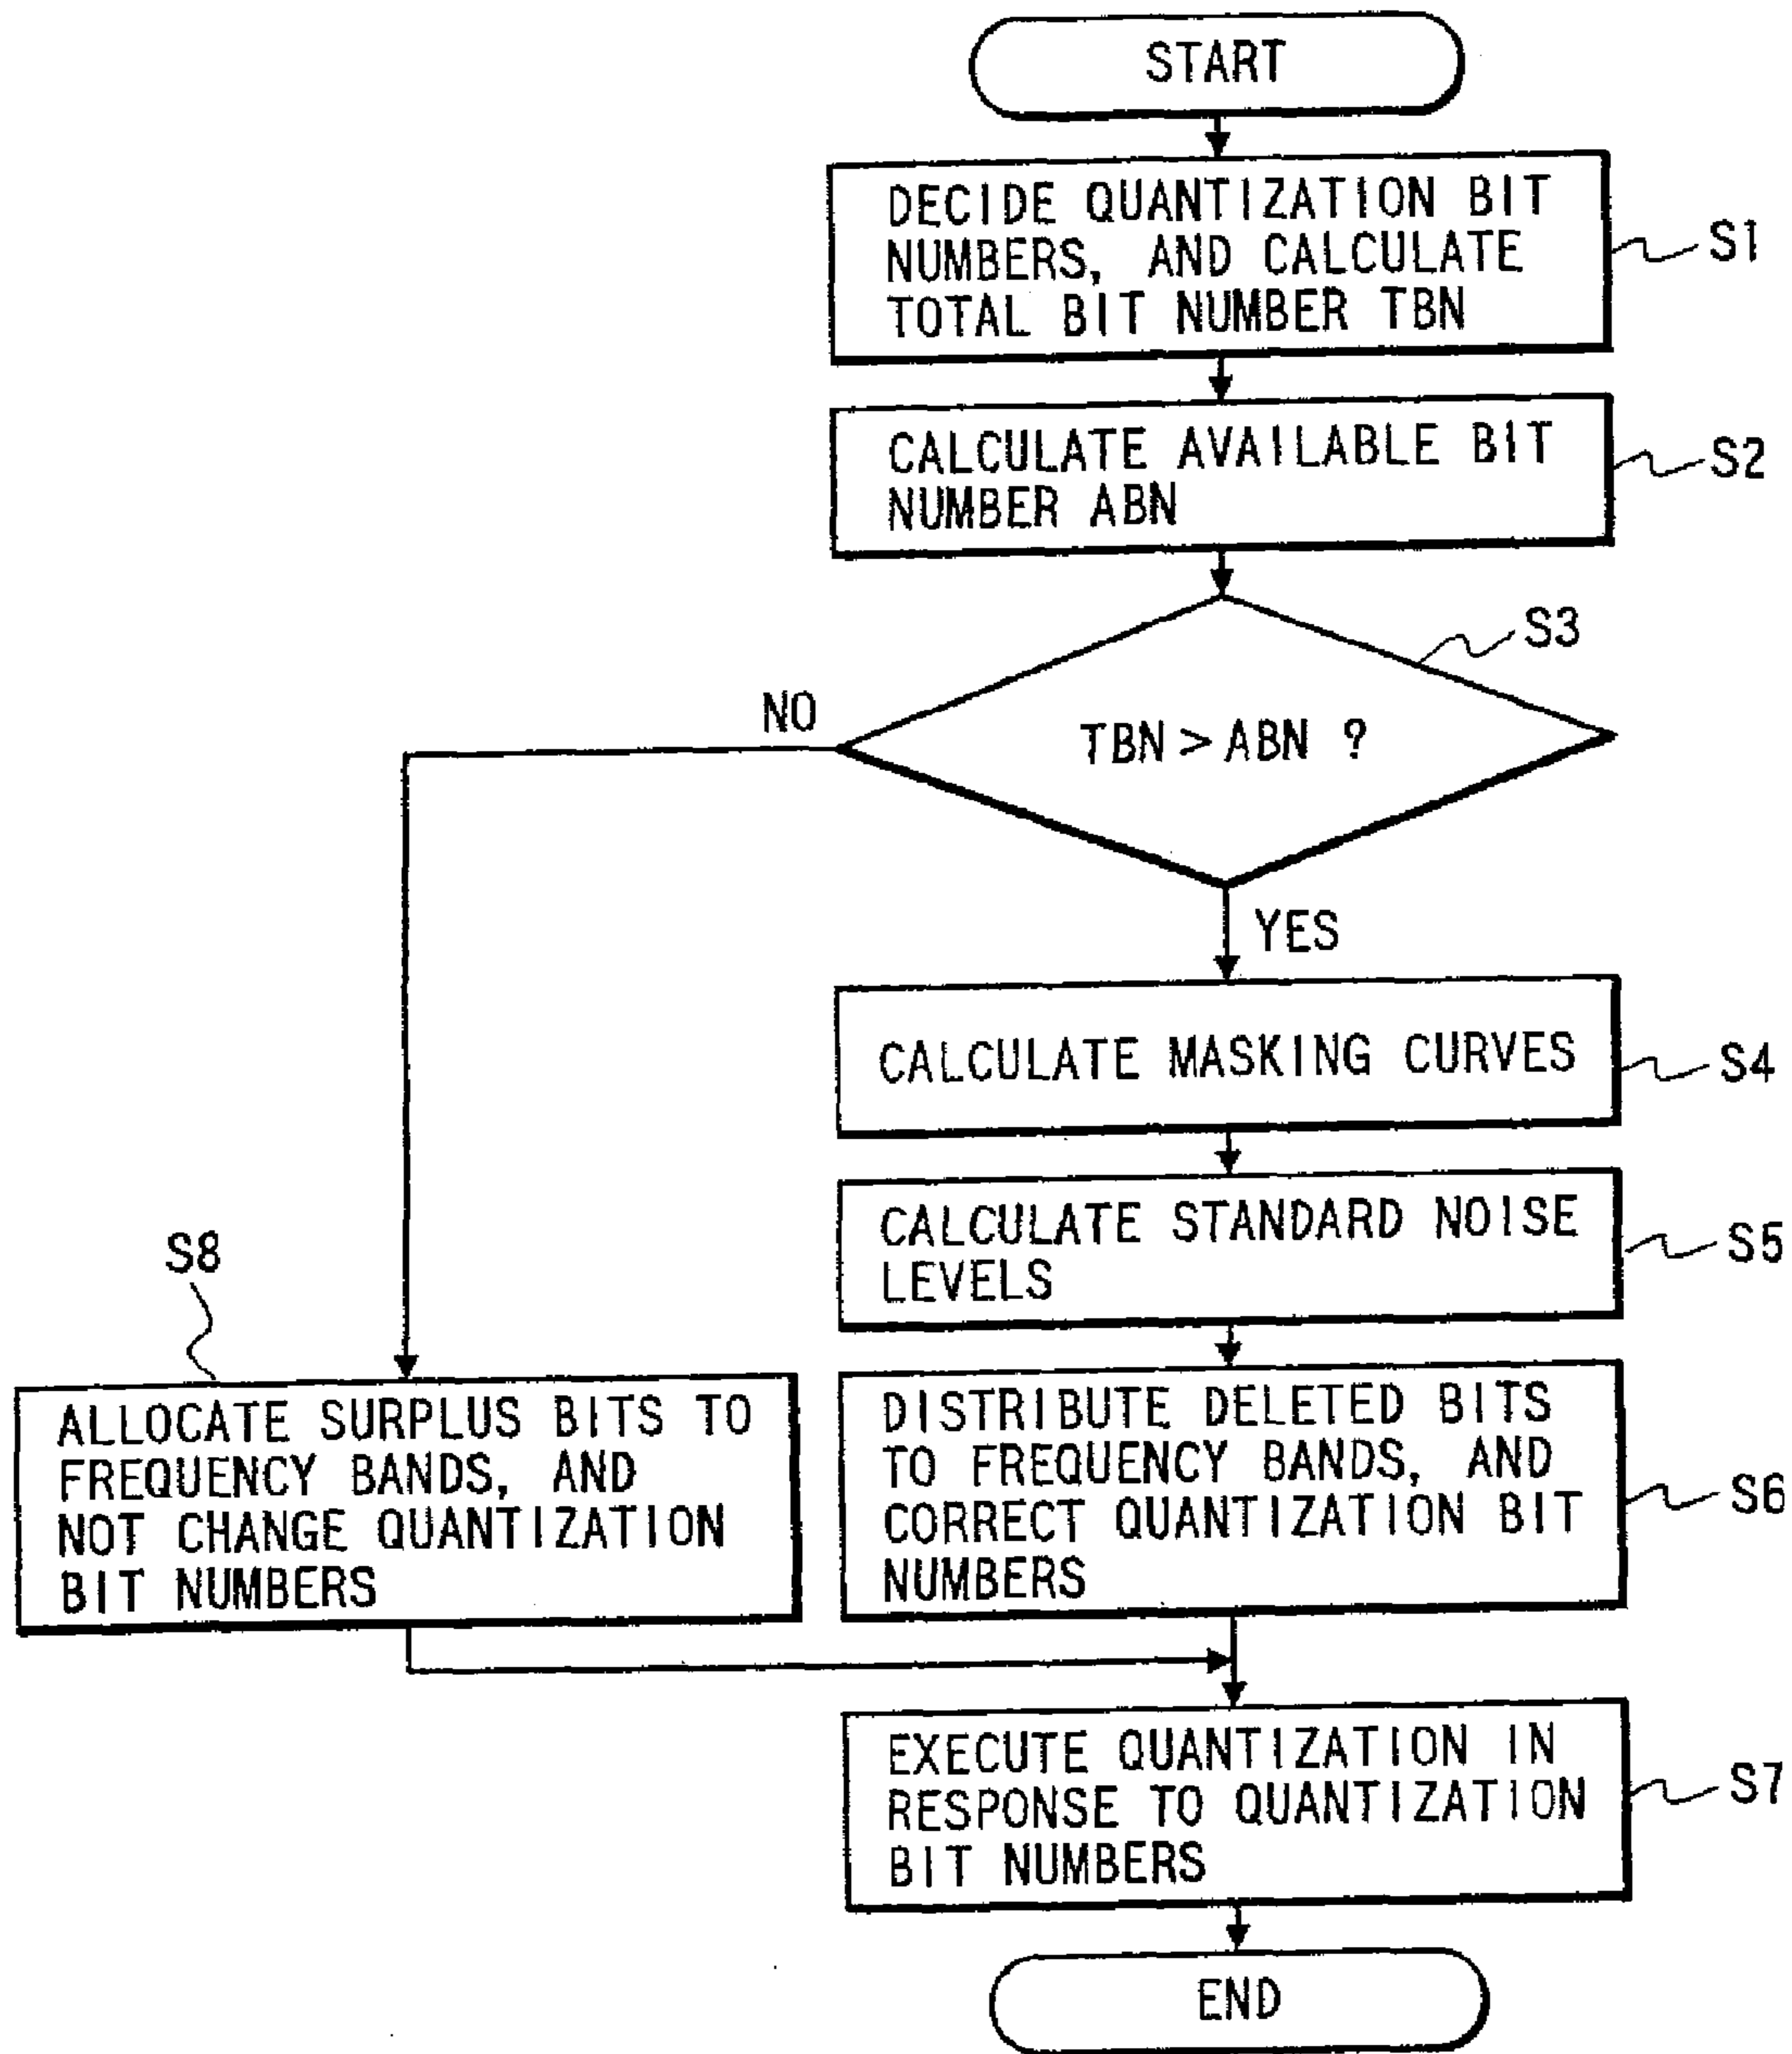 START
DECIDE QUANTIZATION BIT
NUMBERS, AND CALCULATE
TOTAL BIT NUMBER TBN
S1
CALCULATE AVAILABLE BIT
NUMBER ABN
S2
S3
TBN > ABN ?
NO
YES
CALCULATE MASKING CURVES
S4
CALCULATE STANDARD NOISE
LEVELS
S5
S8
ALLOCATE SURPLUS BITS TO
FREQUENCY BANDS, AND
NOT CHANGE QUANTIZATION
BIT NUMBERS
DISTRIBUTE DELETED BITS
TO FREQUENCY BANDS, AND
CORRECT QUANTIZATION BIT
NUMBERS
S6
EXECUTE QUANTIZATION IN
RESPONSE TO QUANTIZATION
BIT NUMBERS
S7
END